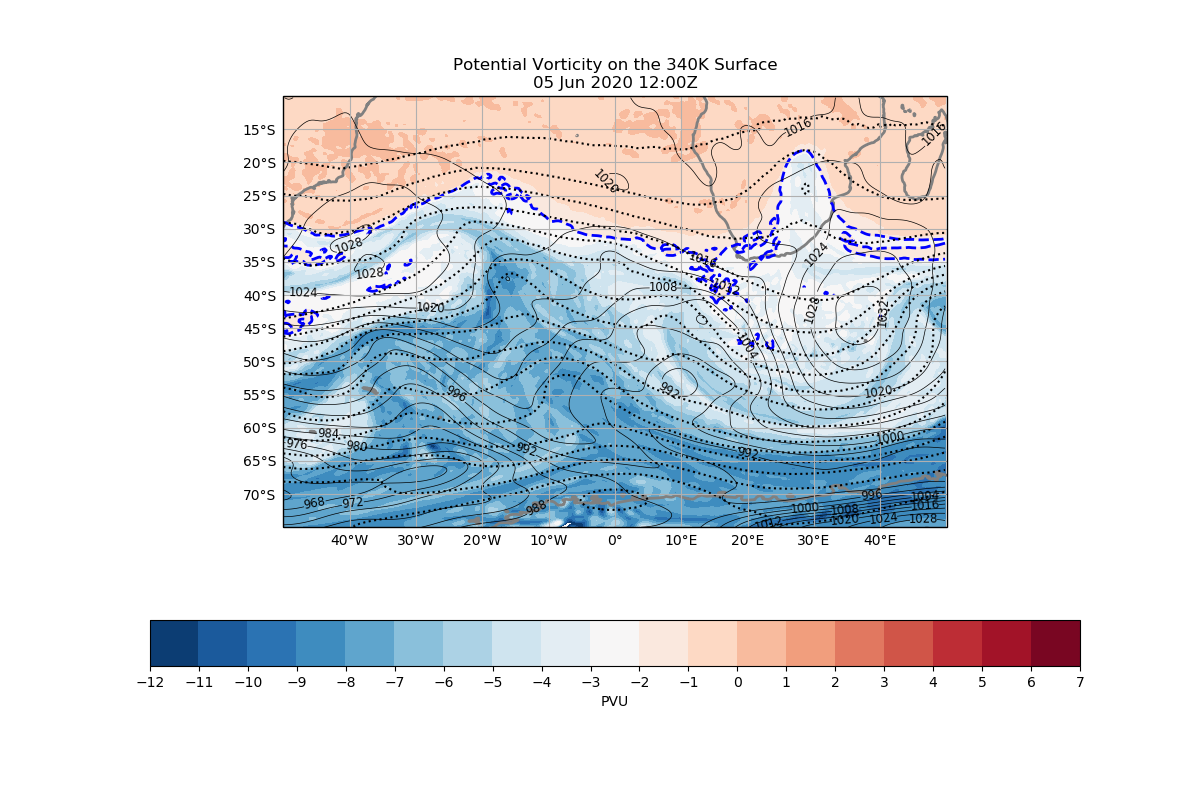 Potential Vorticity on the 340K Surface
05 Jun 2020 12:00Z
15°S
20°S
25°S
30°S
35°S
40°S
45°S
50°S
55°S
60°S
65°S
70°S
1016
1016
1020
1028
1028
1024
1020
1016
1012
1008
1004
1024
1028
1032
1020
996
992
984
976
980
992
992
1000
968
972
988
996
1004
1000
1008
1016
1012
1020
1024
1028
40°W
30°W
20°W
10°W
0°
10°E
20°E
30°E
40°E
−12
−11
−10
−9
−8
−7
−6
−5
−4
−3
−2
−1
0
1
2
3
4
5
6
7
PVU